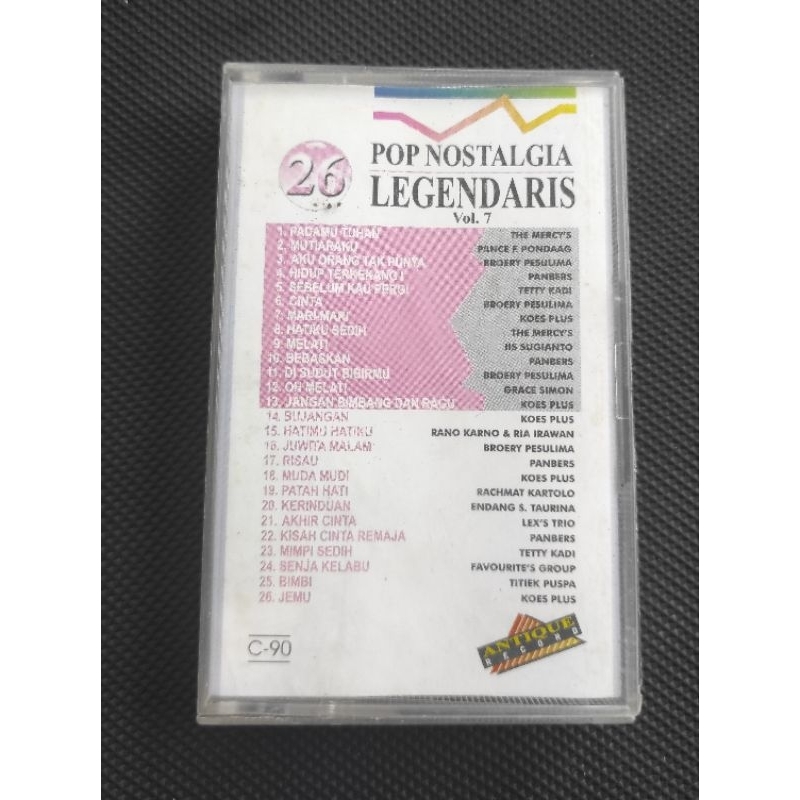 26
POP NOSTALGIA
LEGENDARIS
Vol. 7
1. PADAMU TUHAN THE MERCY'S
2. MUTIARAKU PANCE F. PONDAAG
3. AKU ORANG TAK PUNYA BROERY PESULIMA
4. HIDUP TERKEKANG I PANBERS
5. SEBELUM KAU PERGI TETTY KADI
6. CINTA BROERY PESULIMA
7. MARI-MARI KOES PLUS
8. HATIKU SEDIH THE MERCY'S
9. MELATI IIS SUGIANTO
10. BEBASKAN PANBERS
11. DI SUDUT BIBIRMU BROERY PESULIMA
12. OH MELATI GRACE SIMON
13. JANGAN BIMBANG DAN RAGU KOES PLUS
14. BUJANGAN KOES PLUS
15. HATIMU HATIKU RANO KARNO & RIA IRAWAN
16. JUWITA MALAM BROERY PESULIMA
17. RISAU PANBERS
18. MUDA MUDI KOES PLUS
19. PATAH HATI RACHMAT KARTOLO
20. KERINDUAN ENDANG S. TAURINA
21. AKHIR CINTA LEX'S TRIO
22. KISAH CINTA REMAJA PANBERS
23. MIMPI SEDIH TETTY KADI
24. SENJA KELABU FAVOURITE'S GROUP
25. BIMBI TITIEK PUSPA
26. JEMU KOES PLUS
C-90
ANTIQUE
RECORD